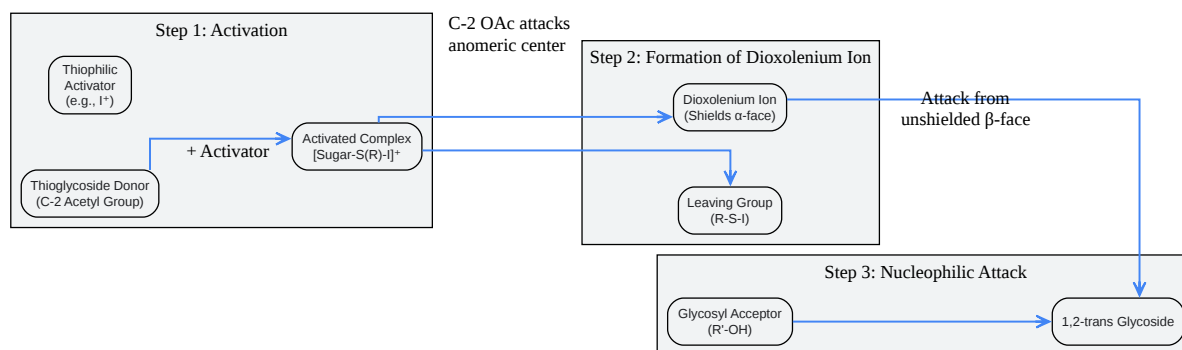 Step 1: Activation
Thiophilic
Activator
(e.g., I⁺)
+ Activator
Thioglycoside Donor
(C-2 Acetyl Group)
Activated Complex
[Sugar-S(R)-I]⁺
C-2 OAc attacks
anomeric center
Step 2: Formation of Dioxolenium Ion
Dioxolenium Ion
(Shields α-face)
Leaving Group
(R-S-I)
Attack from
unshielded β-face
Step 3: Nucleophilic Attack
Glycosyl Acceptor
(R'-OH)
1,2-trans Glycoside